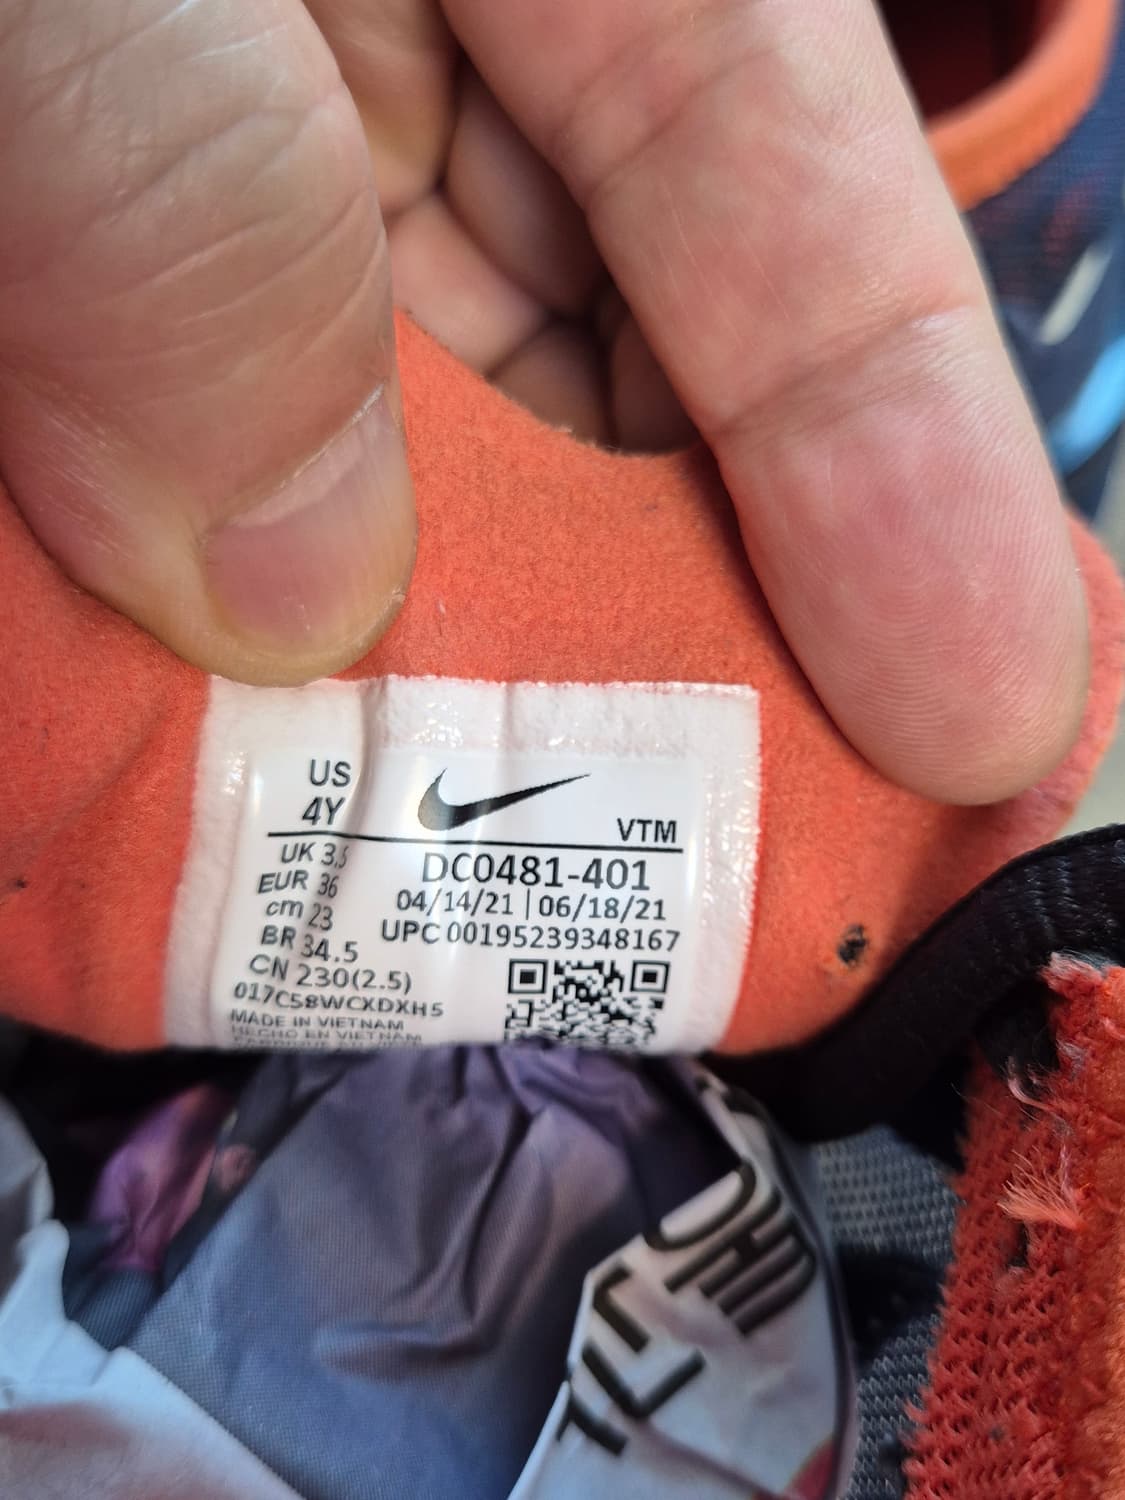 US
4Y
VTM
UK 3.5
EUR 36
cm 23
BR 34.5
CN 230(2.5)
017C58WCXDXH5
MADE IN VIETNAM
HECHO EN VIETNAM
DC0481-401
04/14/21 | 06/18/21
UPC 00195239348167